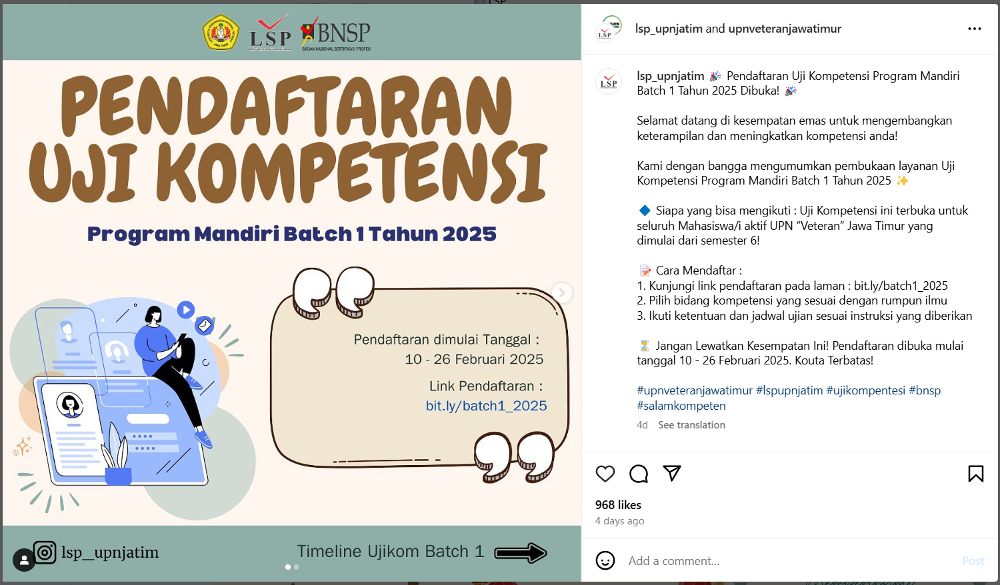 LSP
BNSP
BADAN NASIONAL SERTIFIKASI PROFESI
PENDAFTARAN
UJI KOMPETENSI
Program Mandiri Batch 1 Tahun 2025
Pendaftaran dimulai Tanggal :
10 - 26 Februari 2025
Link Pendaftaran :
bit.ly/batch1_2025
lsp_upnjatim
Timeline Ujikom Batch 1
lsp_upnjatim and upnveteranjawatimur
LSP
LSP
lsp_upnjatim 🎉 Pendaftaran Uji Kompetensi Program Mandiri
Batch 1 Tahun 2025 Dibuka! 🎉
Selamat datang di kesempatan emas untuk mengembangkan
keterampilan dan meningkatkan kompetensi anda!
Kami dengan bangga mengumumkan pembukaan layanan Uji
Kompetensi Program Mandiri Batch 1 Tahun 2025 ✨
🔷 Siapa yang bisa mengikuti : Uji Kompetensi ini terbuka untuk
seluruh Mahasiswa/i aktif UPN “Veteran” Jawa Timur yang
dimulai dari semester 6!
📝 Cara Mendaftar :
1. Kunjungi link pendaftaran pada laman : bit.ly/batch1_2025
2. Pilih bidang kompetensi yang sesuai dengan rumpun ilmu
3. Ikuti ketentuan dan jadwal ujian sesuai instruksi yang diberikan
⏳ Jangan Lewatkan Kesempatan Ini! Pendaftaran dibuka mulai
tanggal 10 - 26 Februari 2025. Kouta Terbatas!
#upnveteranjawatimur #lspupnjatim #ujikompentesi #bnsp
#salamkompeten
4d See translation
968 likes
4 days ago
Add a comment...
Post